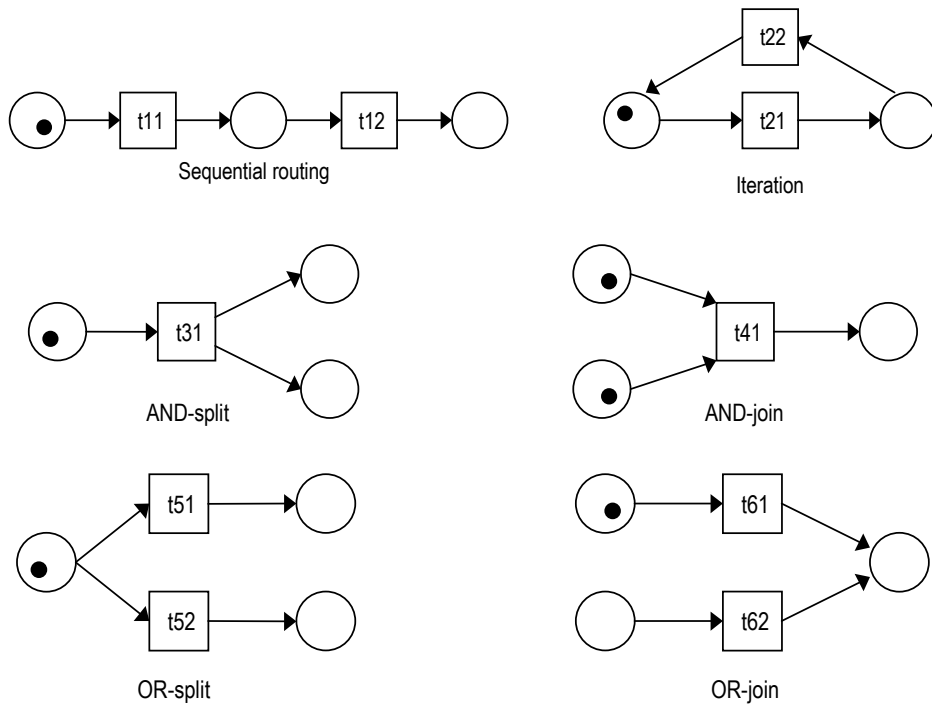 t22
t11
t12
t21
Sequential routing
Iteration
t31
t41
AND-split
AND-join
t51
t61
t52
t62
OR-split
OR-join